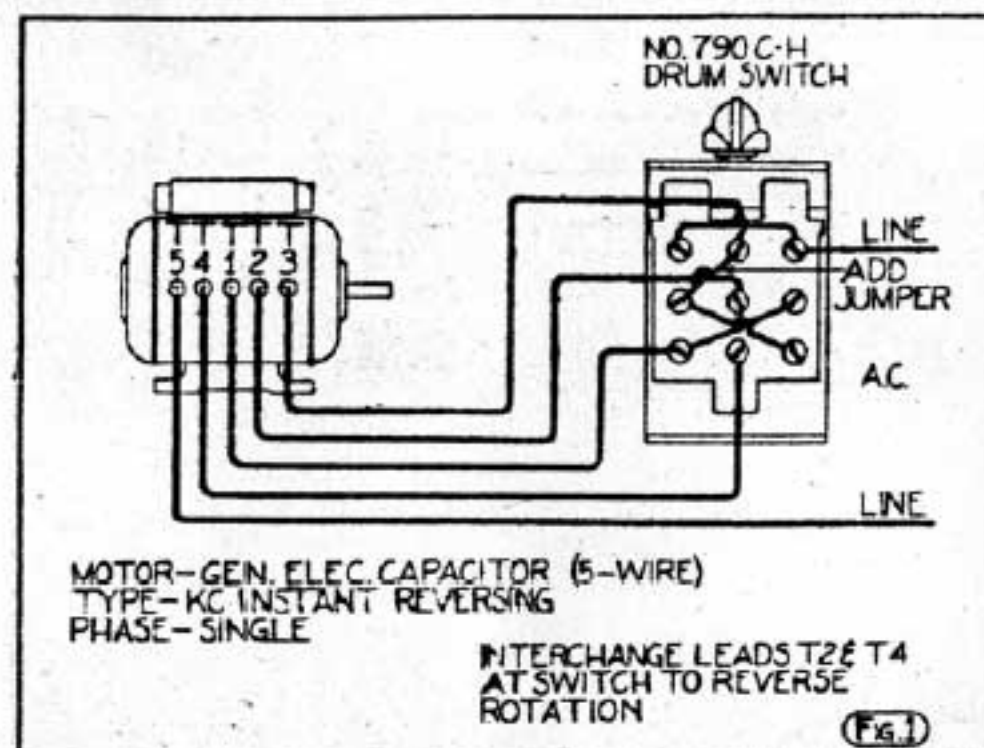 NO. 790 C-H
DRUM SWITCH
LINE
ADD
JUMPER
A.C.
5 4 1 2 3
LINE
MOTOR-GEN. ELEC. CAPACITOR (5-WIRE)
TYPE-KC INSTANT REVERSING
PHASE-SINGLE
INTERCHANGE LEADS T2 & T4
AT SWITCH TO REVERSE
ROTATION
FIG. 1